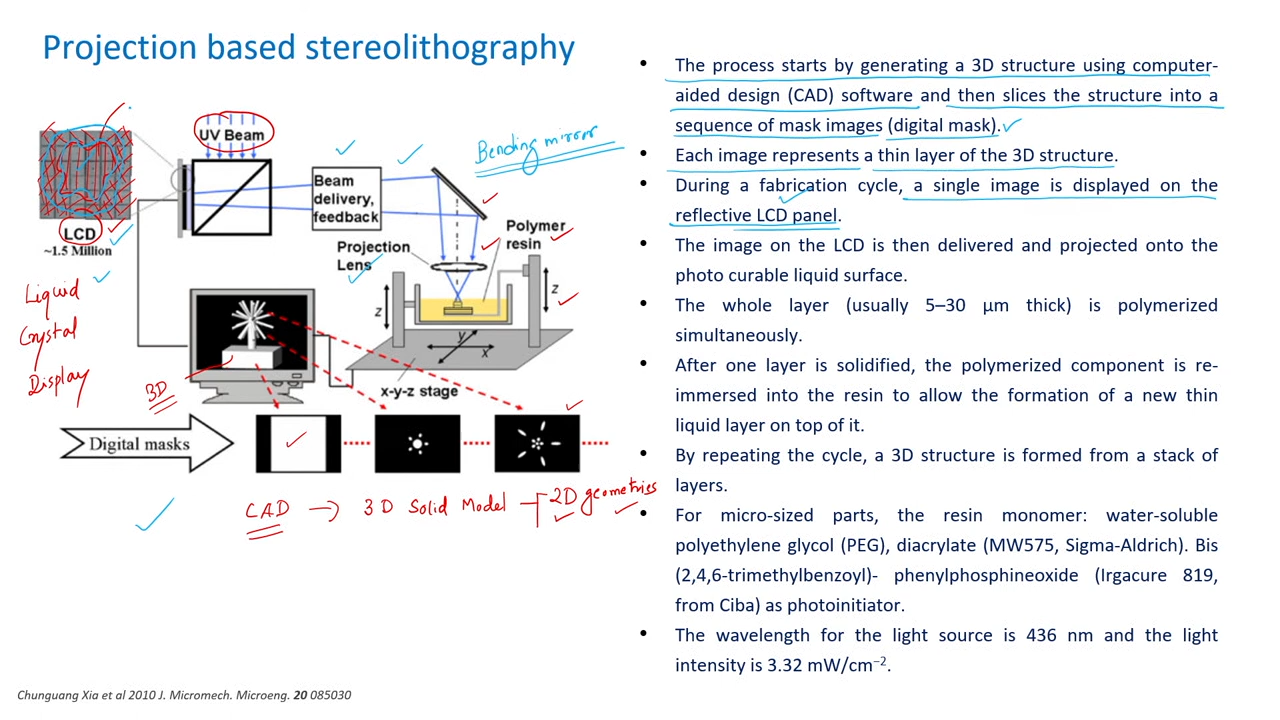 Projection based stereolithography
UV Beam
LCD
~1.5 Million
Liquid
Crystal
Display
Beam
delivery,
feedback
Bending mirror
Projection
Lens
Polymer
resin
z
z
y
x
x-y-z stage
3D
Digital masks
CAD → 3D Solid Model 2D geometries
• The process starts by generating a 3D structure using computer-
aided design (CAD) software and then slices the structure into a
sequence of mask images (digital mask).
• Each image represents a thin layer of the 3D structure.
• During a fabrication cycle, a single image is displayed on the
reflective LCD panel.
• The image on the LCD is then delivered and projected onto the
photo curable liquid surface.
• The whole layer (usually 5–30 µm thick) is polymerized
simultaneously.
• After one layer is solidified, the polymerized component is re-
immersed into the resin to allow the formation of a new thin
liquid layer on top of it.
• By repeating the cycle, a 3D structure is formed from a stack of
layers.
• For micro-sized parts, the resin monomer: water-soluble
polyethylene glycol (PEG), diacrylate (MW575, Sigma-Aldrich). Bis
(2,4,6-trimethylbenzoyl)- phenylphosphineoxide (Irgacure 819,
from Ciba) as photoinitiator.
• The wavelength for the light source is 436 nm and the light
intensity is 3.32 mW/cm⁻².
Chunguang Xia et al 2010 J. Micromech. Microeng. 20 085030